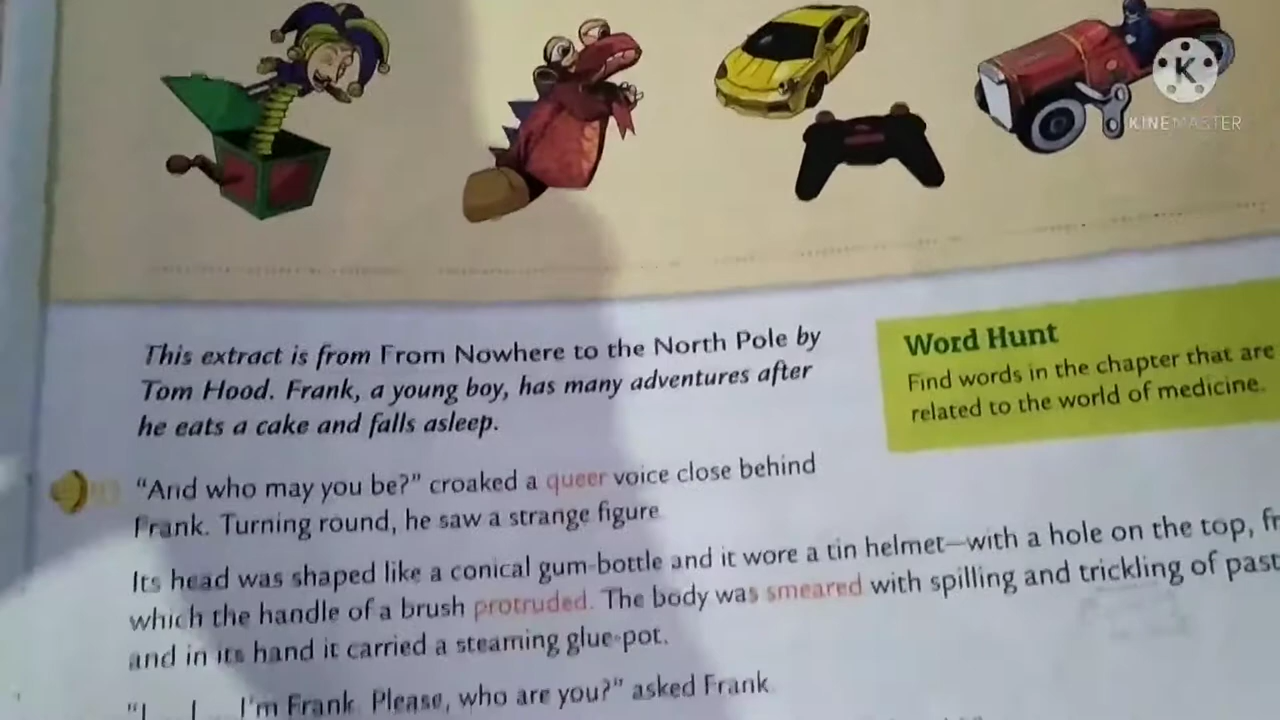 K
KINEMASTER
This extract is from From Nowhere to the North Pole by
Tom Hood. Frank, a young boy, has many adventures after
he eats a cake and falls asleep.
Word Hunt
Find words in the chapter that are
related to the world of medicine.
"And who may you be?" croaked a queer voice close behind
Frank. Turning round, he saw a strange figure
Its head was shaped like a conical gum-bottle and it wore a tin helmet—with a hole on the top,
which the handle of a brush protruded. The body was smeared with spilling and trickling of
and in its hand it carried a steaming glue-pot.
I'm Frank. Please, who are you?" asked Frank